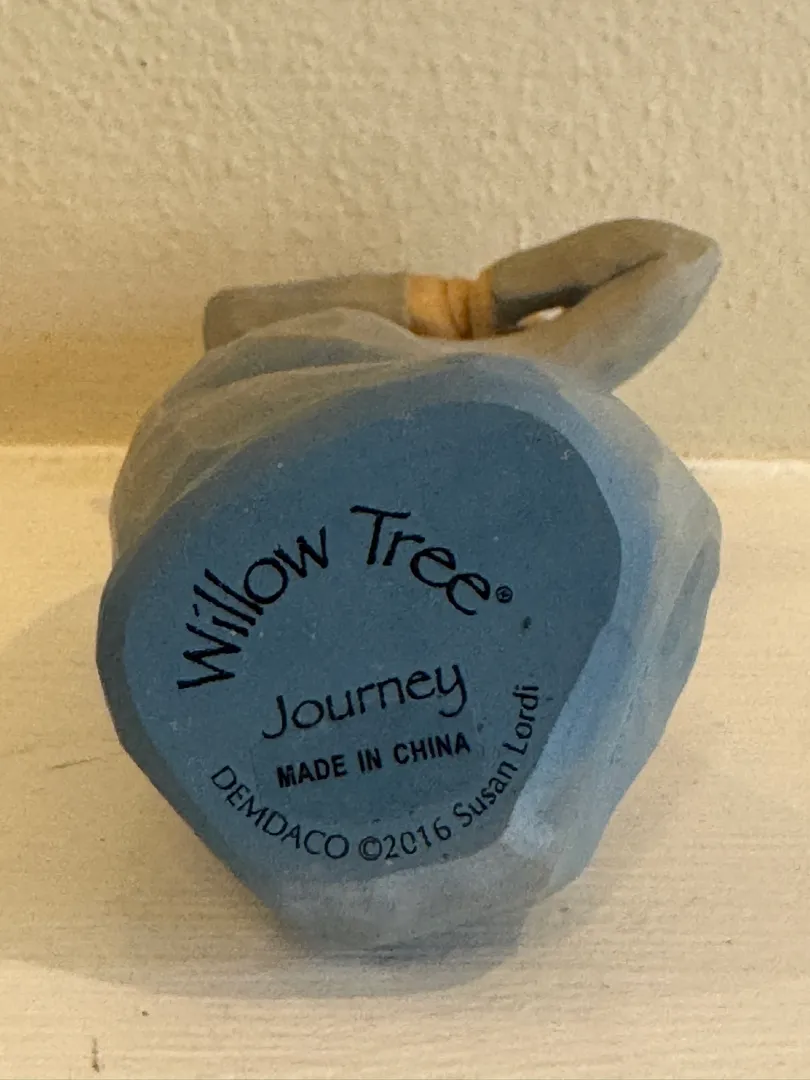 Willow Tree®
Journey
MADE IN CHINA
DEMDACO ©2016 Susan Lordi